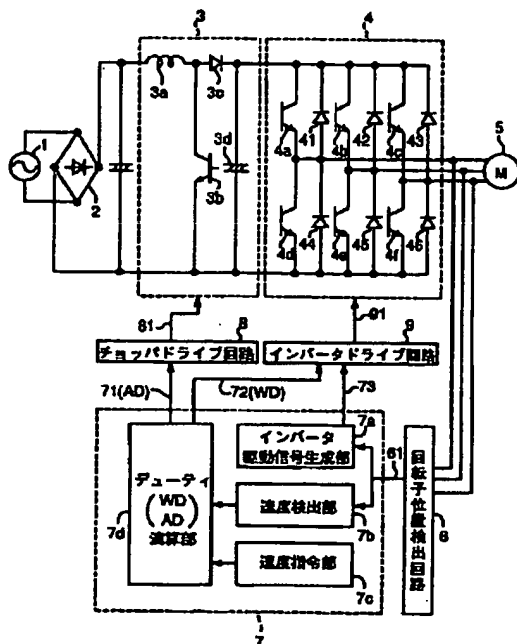 3
4
3a
3c
3d
3b
1
2
4a
41
4b
42
4c
43
5
M
44
4d
45
4e
46
4f
81
8
91
9
チョッパドライブ回路
インバータドライブ回路
71(AD)
72(WD)
73
7a
インバータ
駆動信号生成部
61
デューティ
(WD
AD)
演算部
7d
速度検出部
7b
速度指令部
7c
回転子位置検出回路
6
7